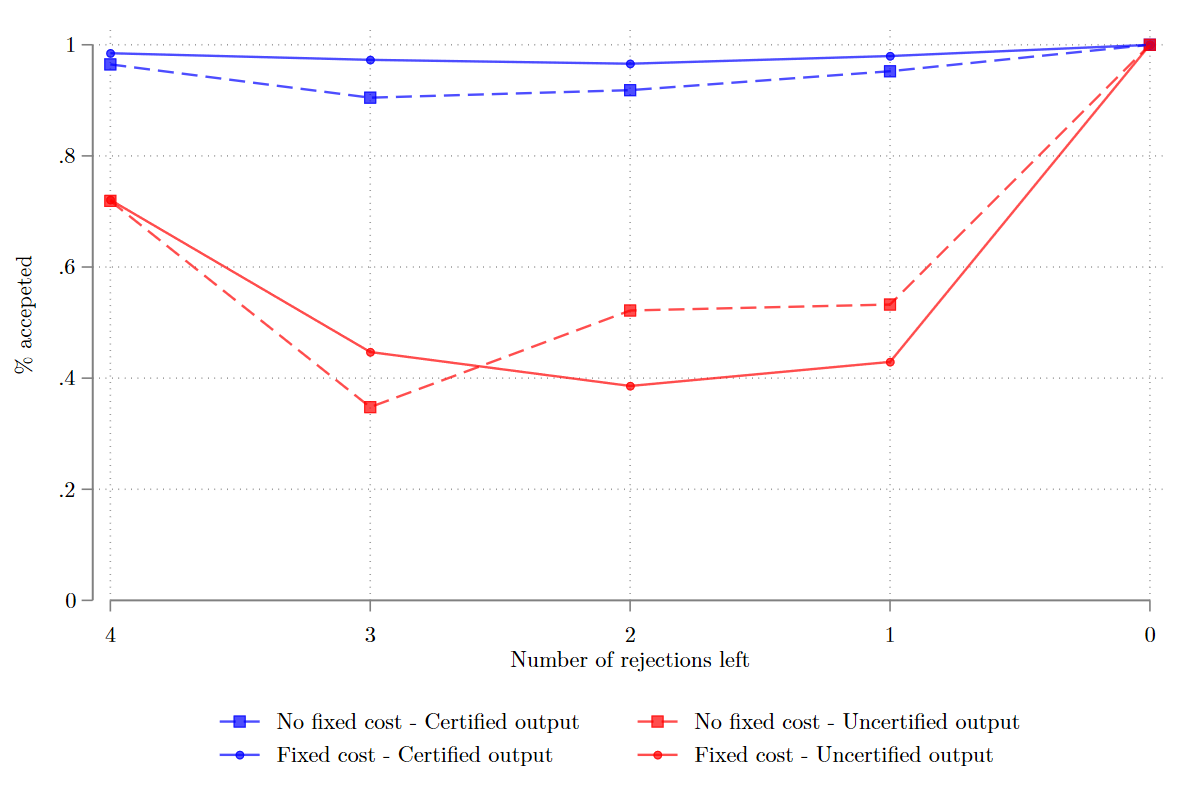 1
.8
.6
.4
.2
0
% accepeted
4 3 2 1 0
Number of rejections left
No fixed cost - Certified output No fixed cost - Uncertified output
Fixed cost - Certified output Fixed cost - Uncertified output